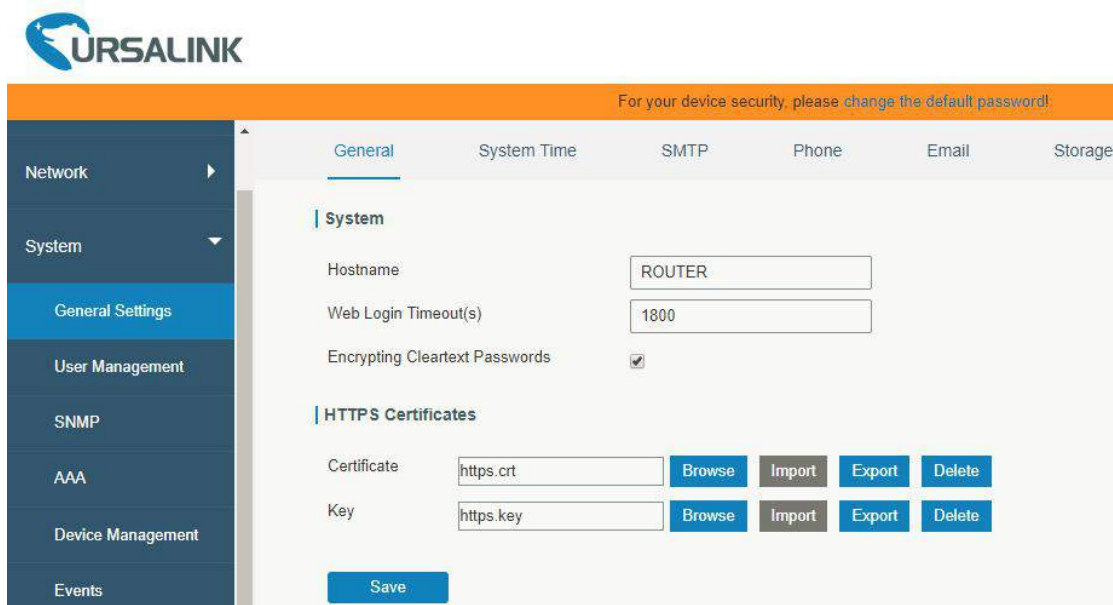 URSALINK
For your device security, please change the default password!
Network
System
General Settings
User Management
SNMP
AAA
Device Management
Events
General System Time SMTP Phone Email Storage
System
Hostname ROUTER
Web Login Timeout(s) 1800
Encrypting Cleartext Passwords
HTTPS Certificates
Certificate https.crt Browse Import Export Delete
Key https.key Browse Import Export Delete
Save